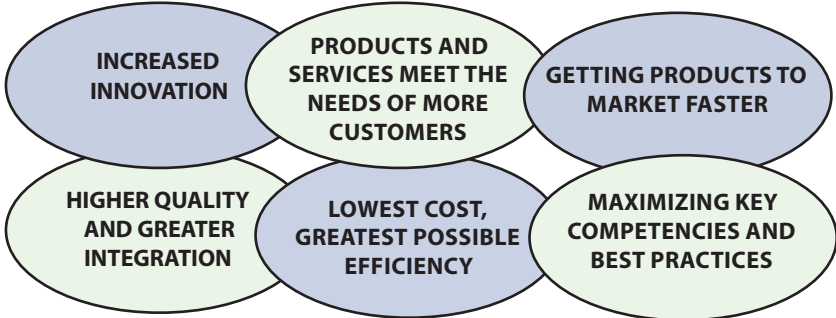 INCREASED
INNOVATION
PRODUCTS AND
SERVICES MEET THE
NEEDS OF MORE
CUSTOMERS
GETTING PRODUCTS TO
MARKET FASTER
HIGHER QUALITY
AND GREATER
INTEGRATION
LOWEST COST,
GREATEST POSSIBLE
EFFICIENCY
MAXIMIZING KEY
COMPETENCIES AND
BEST PRACTICES